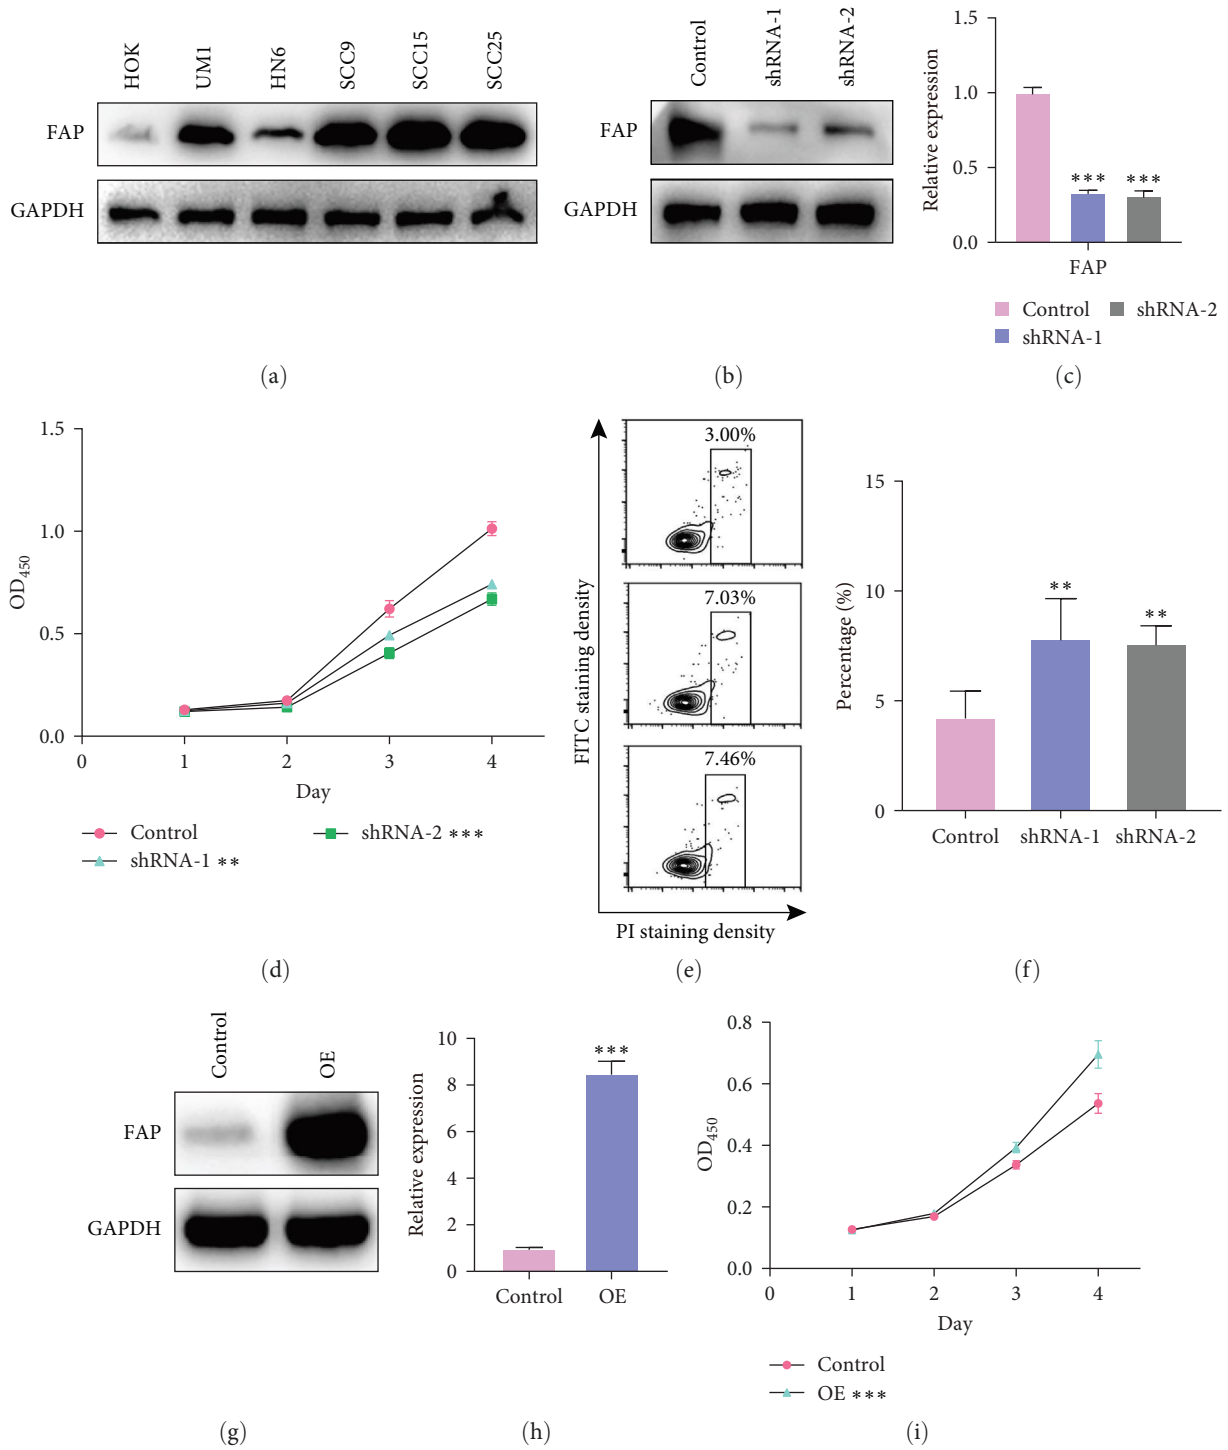 HOK UM1 HN6 SCC9 SCC15 SCC25
FAP
GAPDH
(a)
Control shRNA-1 shRNA-2
FAP
GAPDH
(b)
Relative expression
1.5
1.0
0.5
0.0
*** ***
FAP
Control shRNA-2
shRNA-1
(c)
OD450
1.5
1.0
0.5
0.0
0 1 2 3 4
Day
Control shRNA-2 ***
shRNA-1 **
(d)
FITC staining density
3.00%
7.03%
7.46%
PI staining density
(e)
Percentage (%)
15
10
5
0
** **
Control shRNA-1 shRNA-2
(f)
Control OE
FAP
GAPDH
(g)
Relative expression
10
8
6
4
2
0
***
Control OE
(h)
OD450
0.8
0.6
0.4
0.2
0.0
0 1 2 3 4
Day
Control
OE ***
(i)